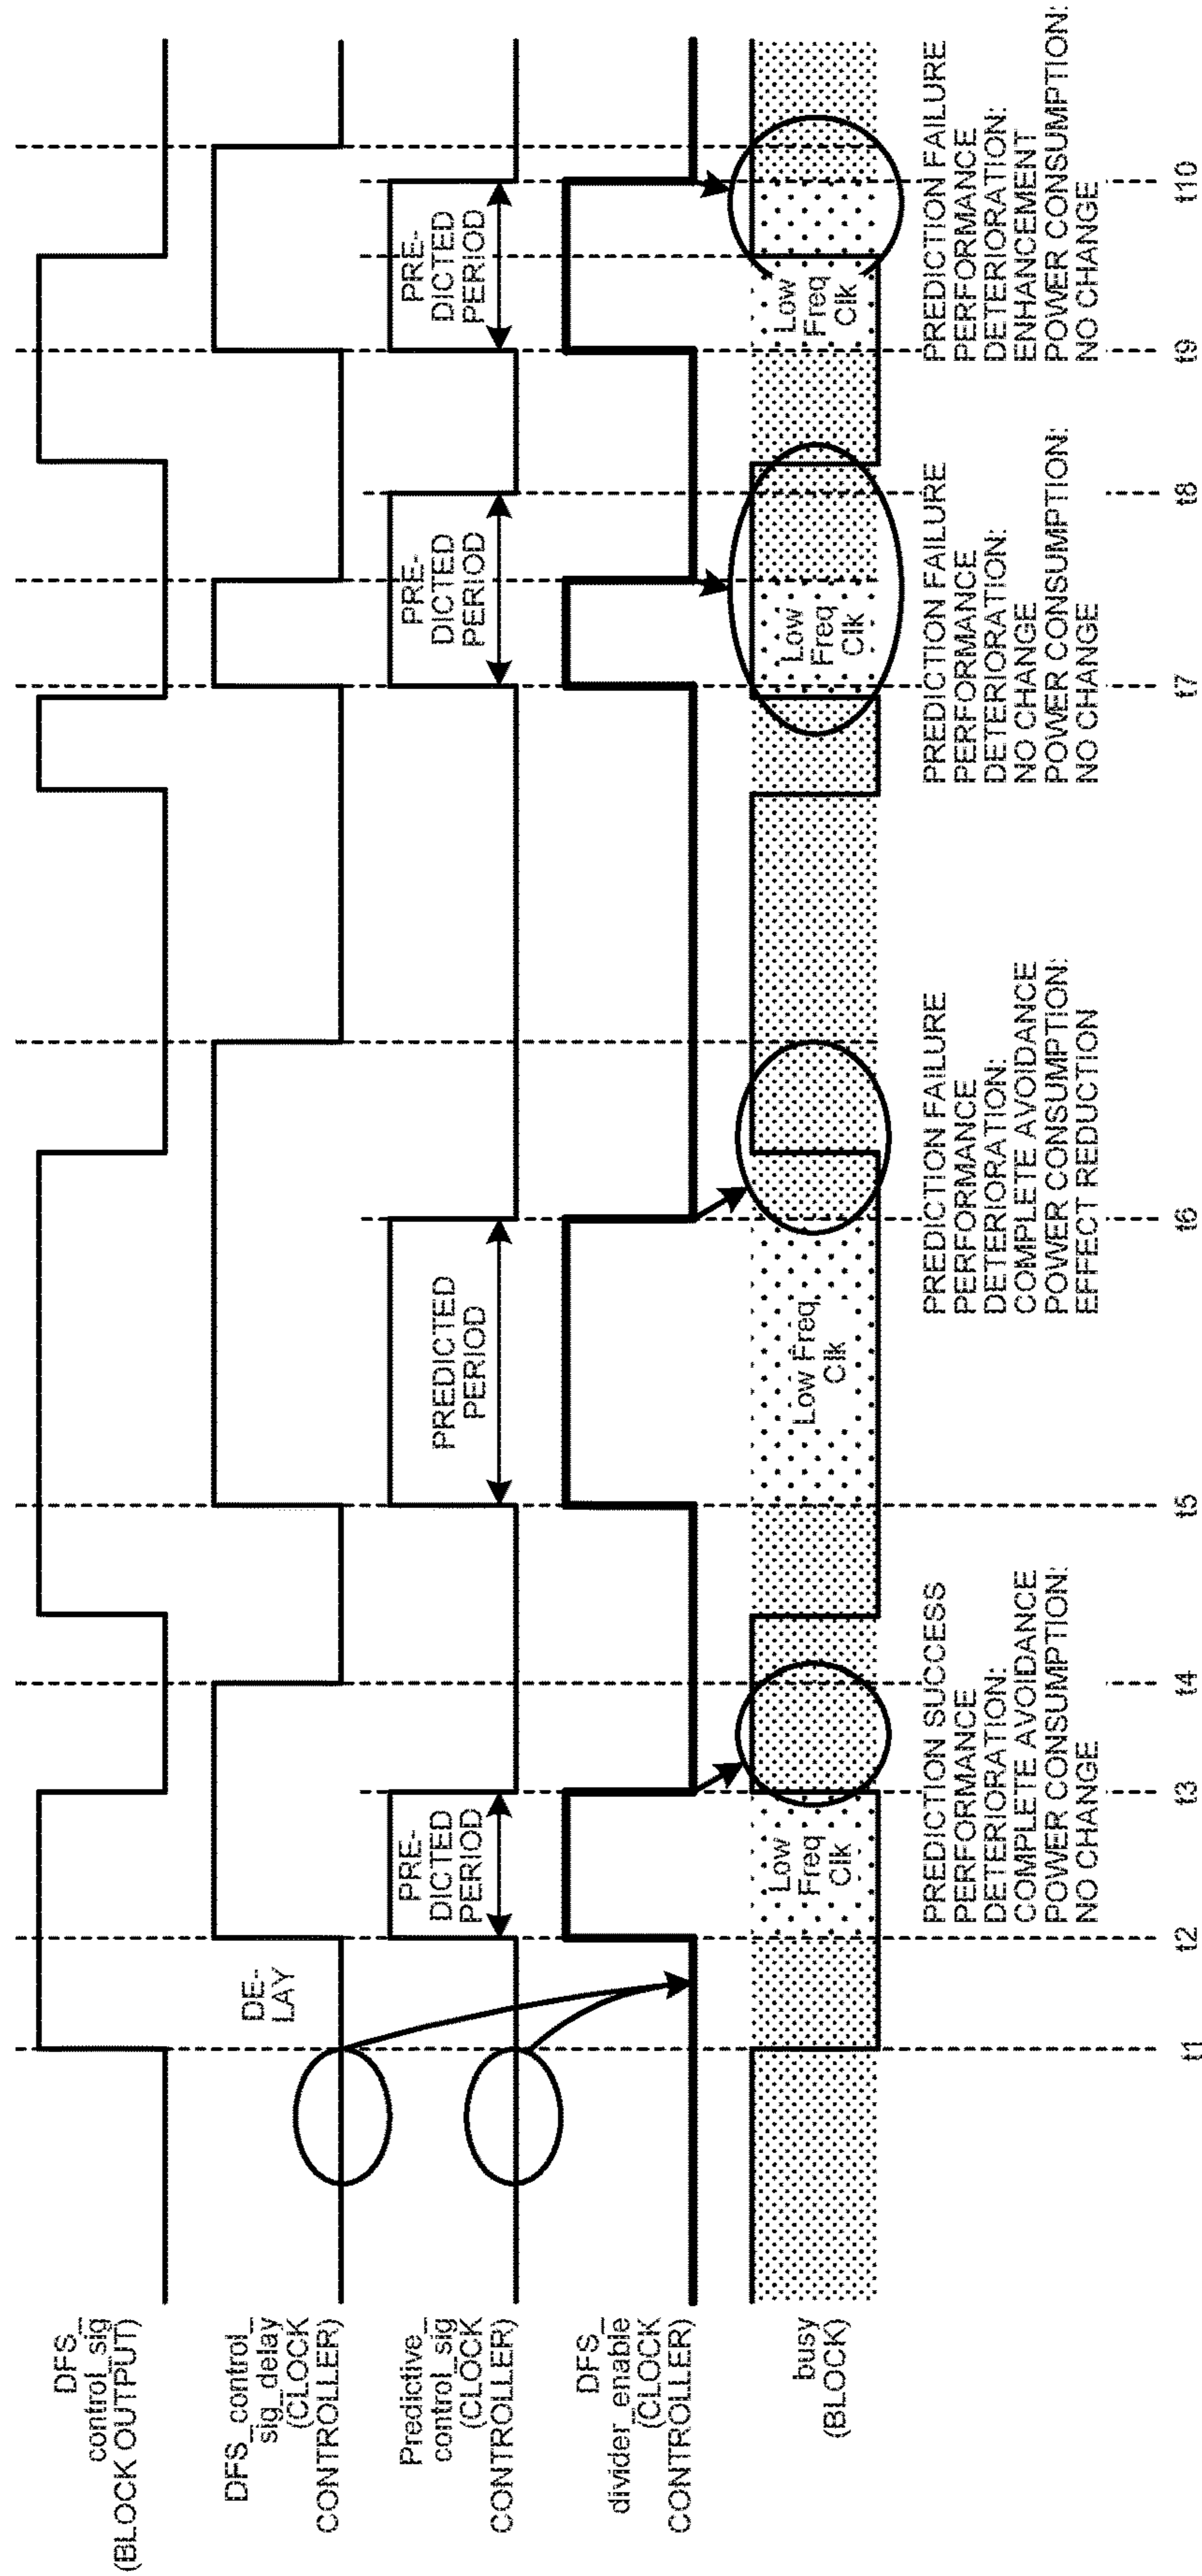 DFS_
control_sig
(BLOCK OUTPUT)
DFS_control_
sig_delay
(CLOCK
CONTROLLER)
DE-
LAY
Predictive_
control_sig
(CLOCK
CONTROLLER)
PRE-
DICTED
PERIOD
PREDICTED
PERIOD
PRE-
DICTED
PERIOD
PRE-
DICTED
PERIOD
DFS_
divider_enable
(CLOCK
CONTROLLER)
busy
(BLOCK)
Low
Freq
Clk
Low Freq
Clk
Low
Freq
Clk
Low
Freq
Clk
PREDICTION SUCCESS
PERFORMANCE
DETERIORATION:
COMPLETE AVOIDANCE
POWER CONSUMPTION:
NO CHANGE
PREDICTION FAILURE
PERFORMANCE
DETERIORATION:
COMPLETE AVOIDANCE
POWER CONSUMPTION:
EFFECT REDUCTION
PREDICTION FAILURE
PERFORMANCE
DETERIORATION:
NO CHANGE
POWER CONSUMPTION:
NO CHANGE
PREDICTION FAILURE
PERFORMANCE
DETERIORATION:
ENHANCEMENT
POWER CONSUMPTION:
NO CHANGE
t1
t2
t3
t4
t5
t6
t7
t8
t9
t10